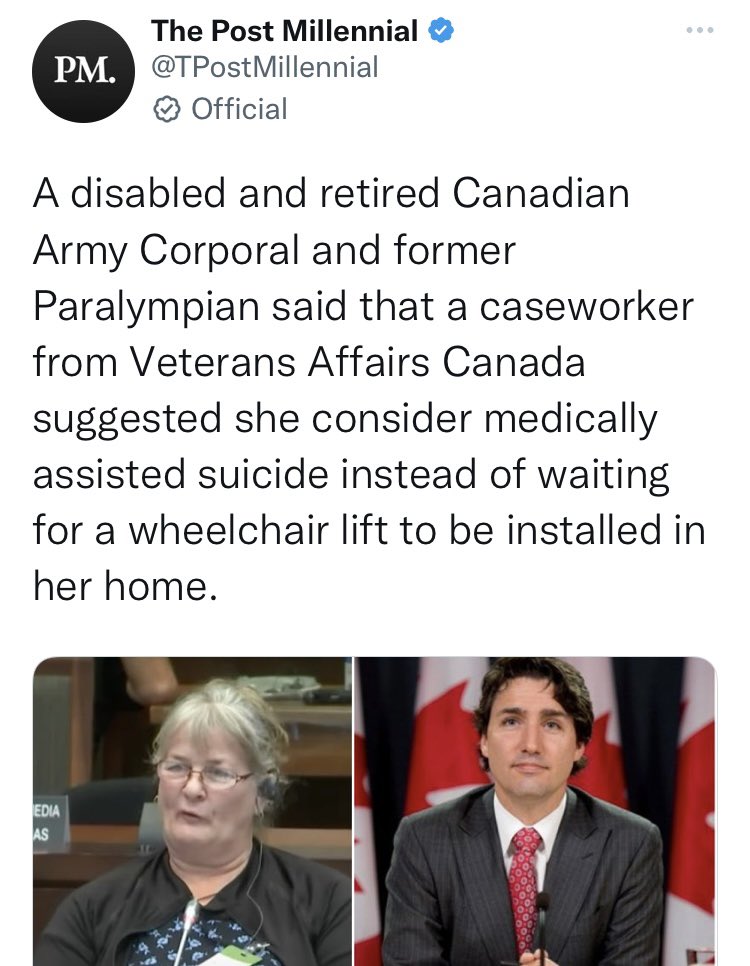 The Post Millennial
PM.
@TPostMillennial
Official
A disabled and retired Canadian
Army Corporal and former
Paralympian said that a caseworker
from Veterans Affairs Canada
suggested she consider medically
assisted suicide instead of waiting
for a wheelchair lift to be installed in
her home.
EDIA
AS